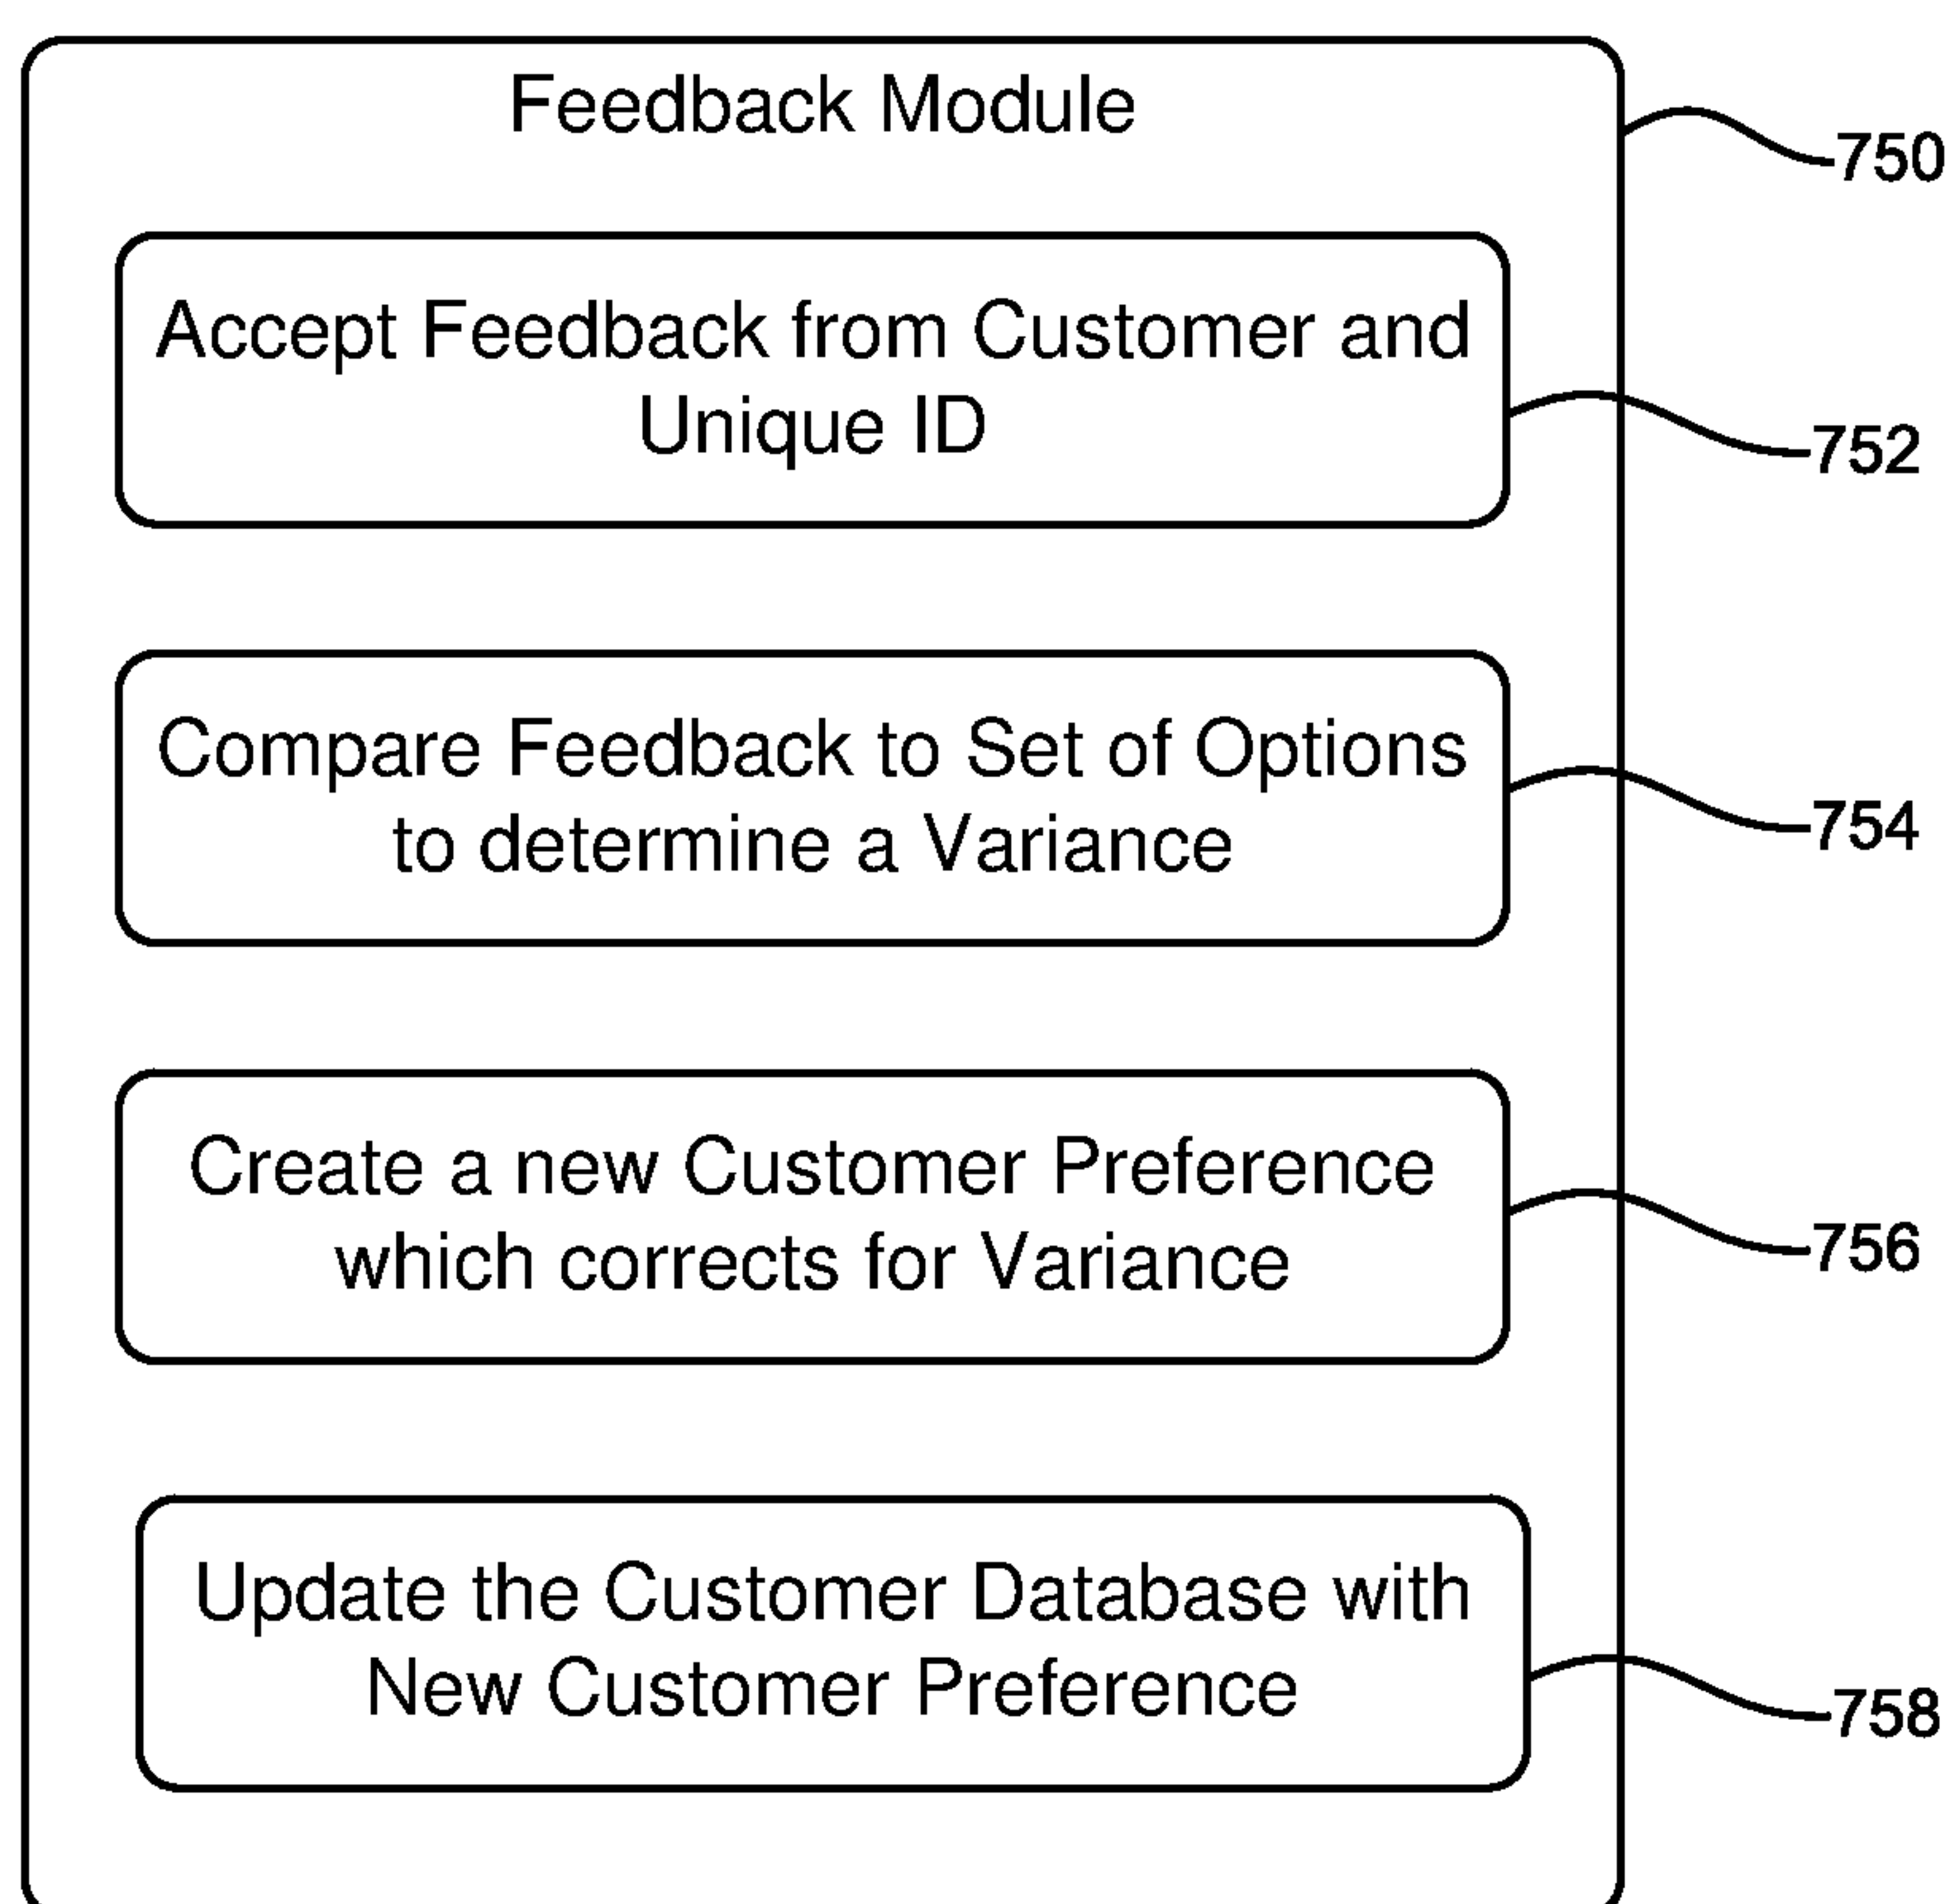 Feedback Module
750
Accept Feedback from Customer and
Unique ID
752
Compare Feedback to Set of Options
to determine a Variance
754
Create a new Customer Preference
which corrects for Variance
756
Update the Customer Database with
New Customer Preference
758